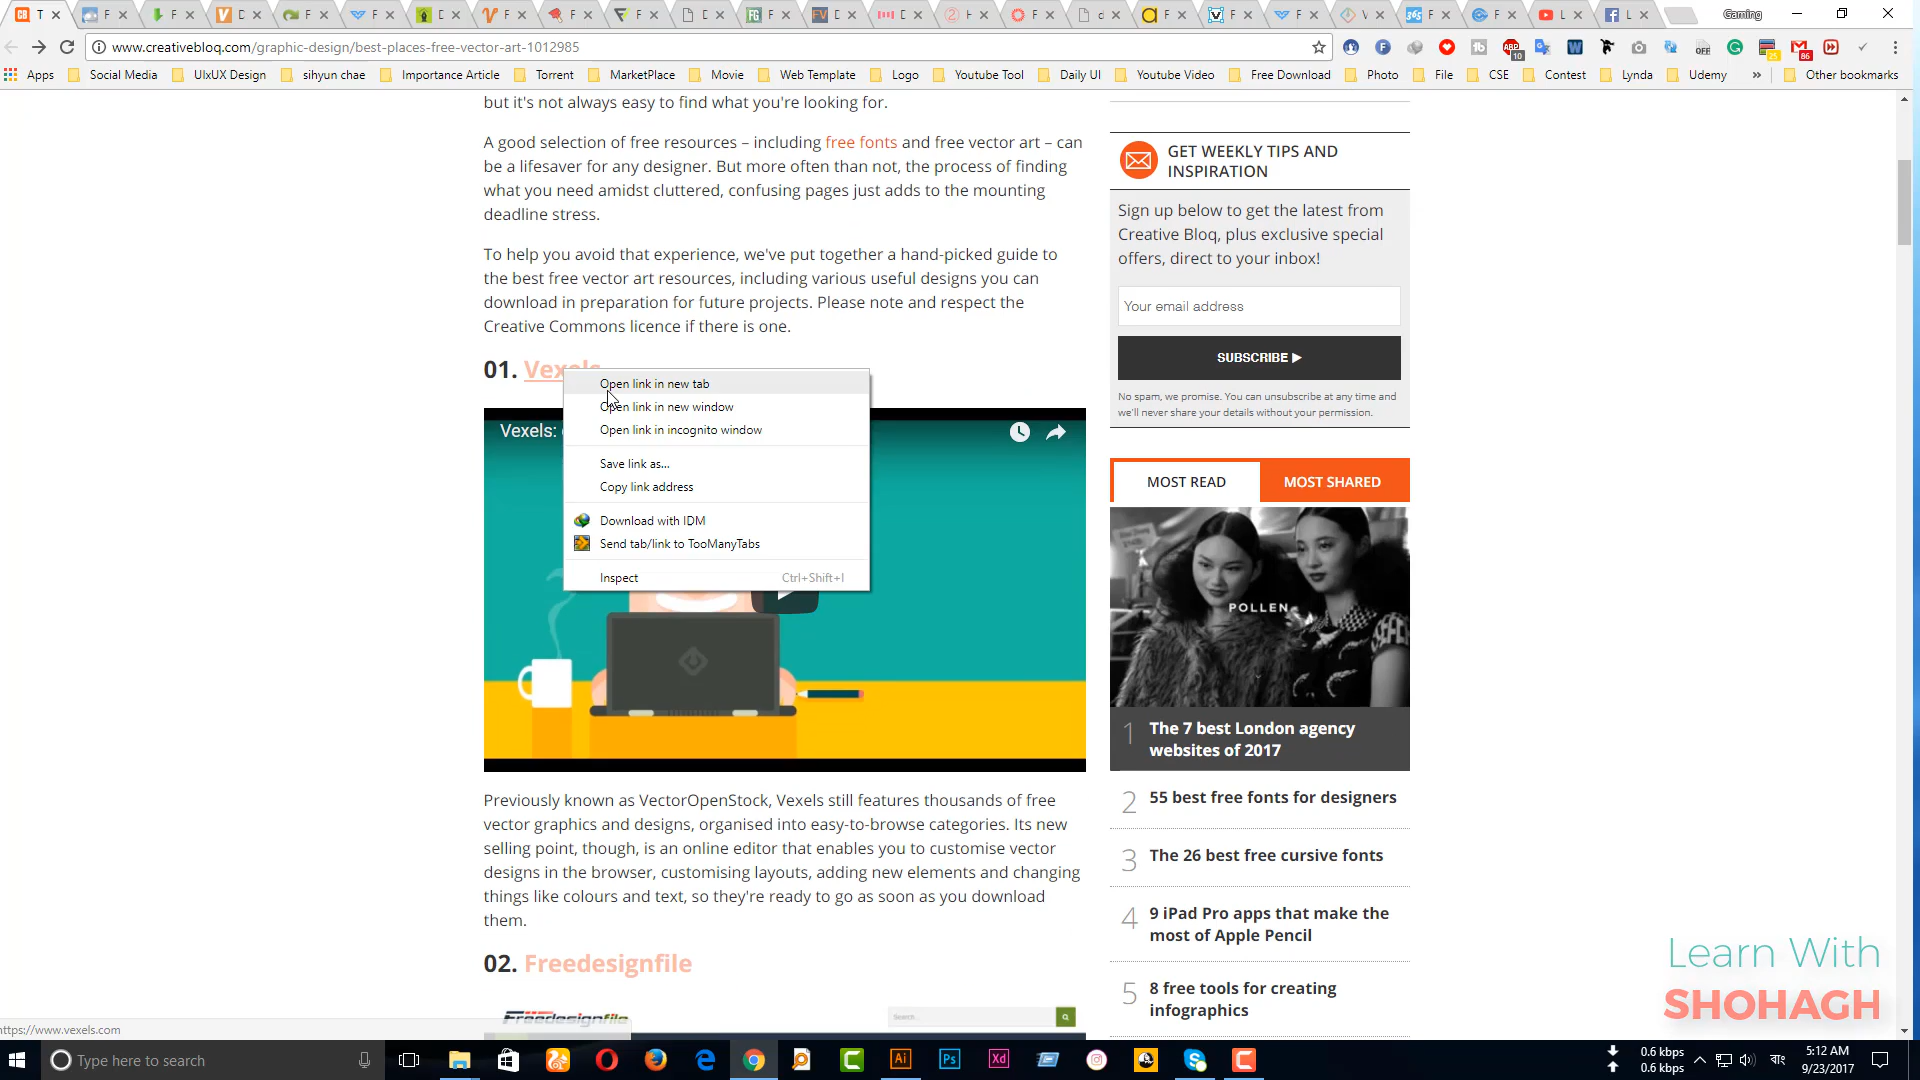 T
F
F
D
F
F
D
V F
F
F
D
F
D
D
H
F
d
F
F
F
V
F
F
L
L
Gaming
www.creativebloq.com/graphic-design/best-places-free-vector-art-1012985
Apps
Social Media
UIxUX Design
sihyun chae
Importance Article
Torrent
MarketPlace
Movie
Web Template
Logo
Youtube Tool
Daily UI
Youtube Video
Free Download
Photo
File
CSE
Contest
Lynda
Udemy
»
Other bookmarks
but it's not always easy to find what you're looking for.
A good selection of free resources – including free fonts and free vector art – can
be a lifesaver for any designer. But more often than not, the process of finding
what you need amidst cluttered, confusing pages just adds to the mounting
deadline stress.
To help you avoid that experience, we've put together a hand-picked guide to
the best free vector art resources, including various useful designs you can
download in preparation for future projects. Please note and respect the
Creative Commons licence if there is one.
01. Vexels
Open link in new tab
Open link in new window
Open link in incognito window
Save link as...
Copy link address
Download with IDM
Send tab/link to TooManyTabs
Inspect Ctrl+Shift+I
Vexels:
Previously known as VectorOpenStock, Vexels still features thousands of free
vector graphics and designs, organised into easy-to-browse categories. Its new
selling point, though, is an online editor that enables you to customise vector
designs in the browser, customising layouts, adding new elements and changing
things like colours and text, so they're ready to go as soon as you download
them.
02. Freedesignfile
Freedesignfile
Search...
GET WEEKLY TIPS AND
INSPIRATION
Sign up below to get the latest from
Creative Bloq, plus exclusive special
offers, direct to your inbox!
Your email address
SUBSCRIBE ▶
No spam, we promise. You can unsubscribe at any time and
we'll never share your details without your permission.
MOST READ
MOST SHARED
POLLEN
1 The 7 best London agency
websites of 2017
2 55 best free fonts for designers
3 The 26 best free cursive fonts
4 9 iPad Pro apps that make the
most of Apple Pencil
5 8 free tools for creating
infographics
Learn With
SHOHAGH
https://www.vexels.com
Type here to search
Ai
Ps
Xd
0.6 kbps
0.6 kbps
বাং
5:12 AM
9/23/2017